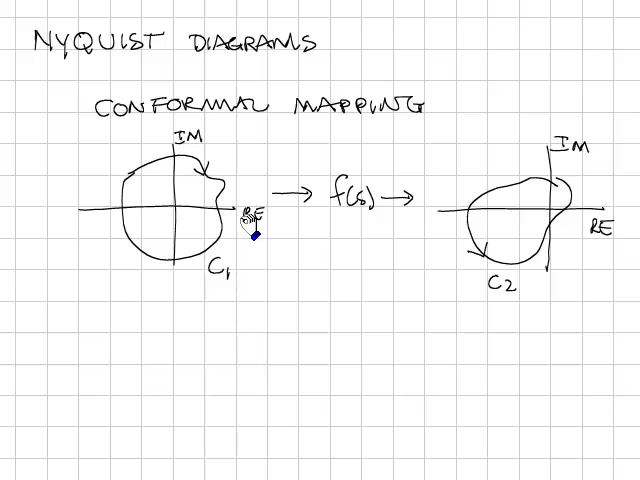 NYQUIST DIAGRAMS
CONFORMAL MAPPING
IM
RE
C1
→ f(s) →
IM
RE
C2